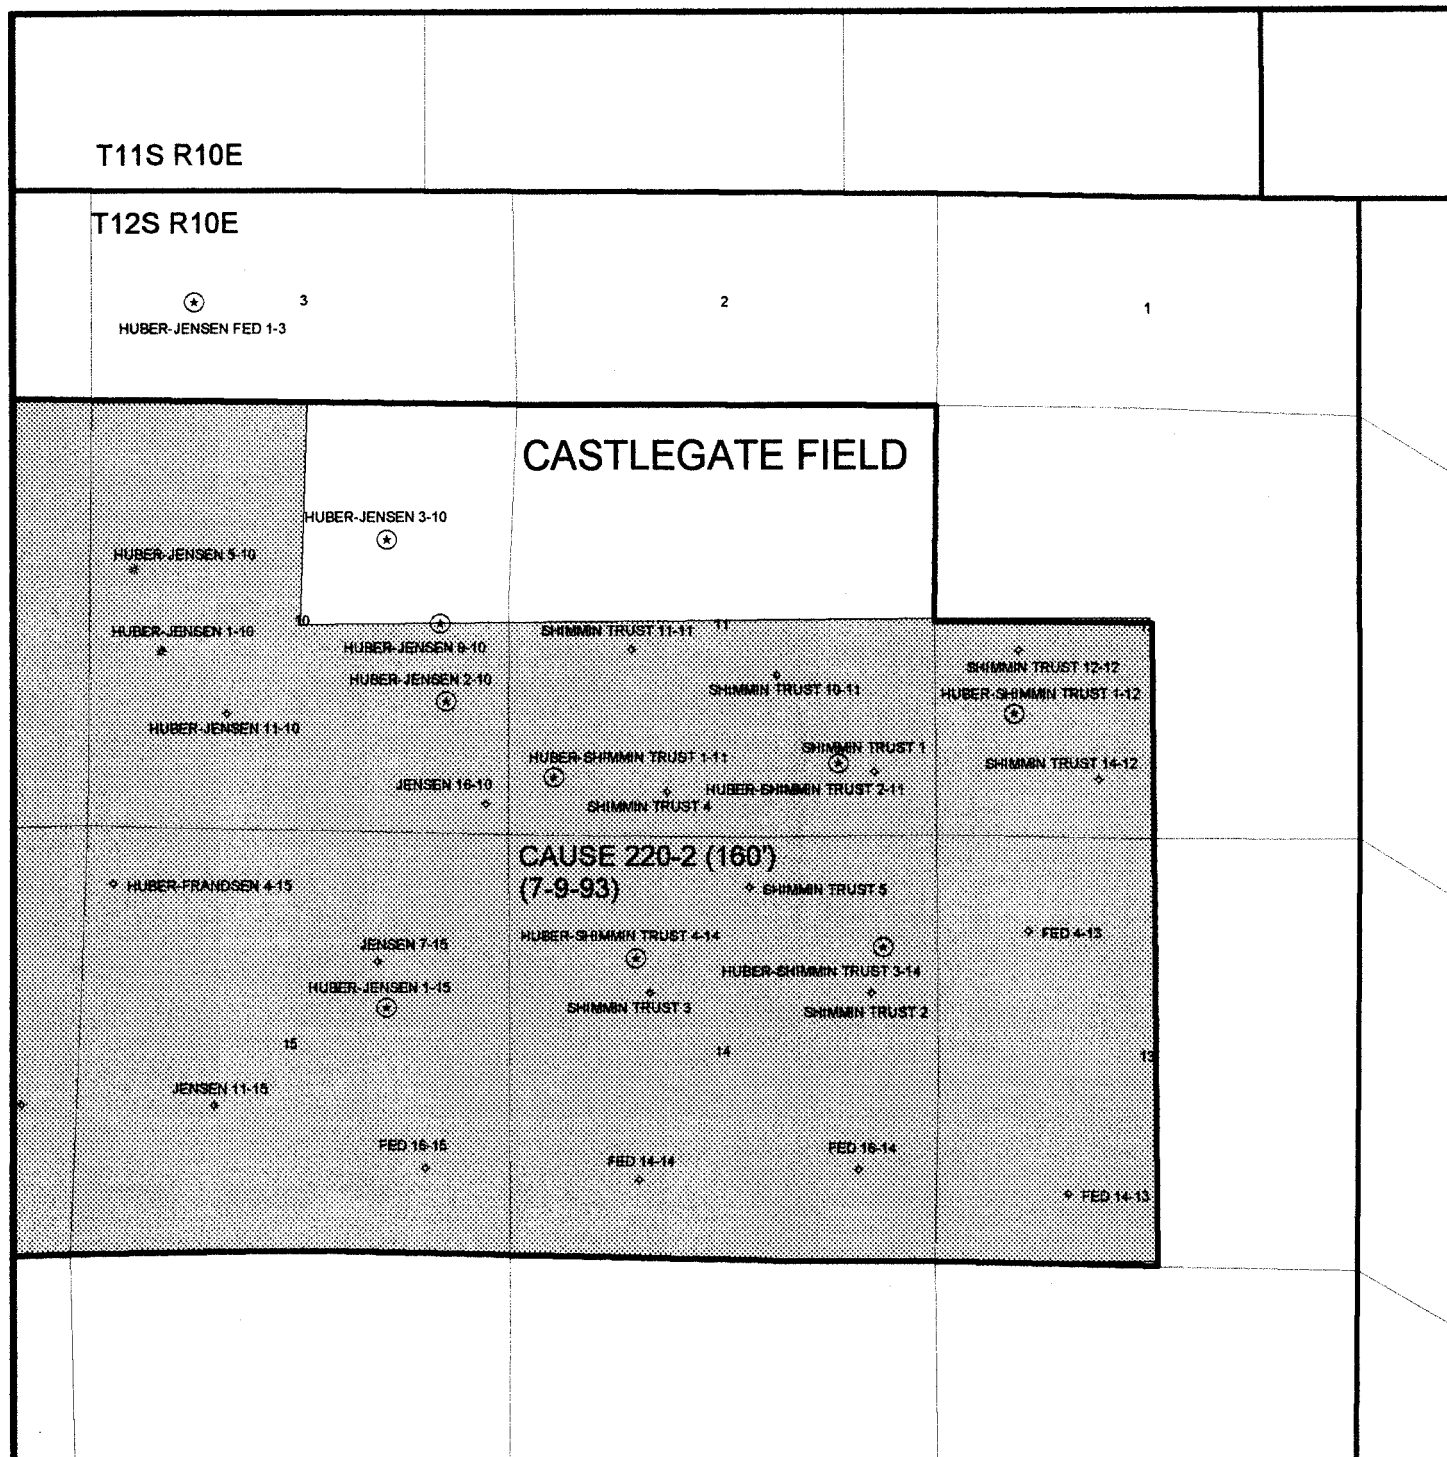 T11S R10E
T12S R10E
3
2
1
HUBER-JENSEN FED 1-3
CASTLEGATE FIELD
HUBER-JENSEN 3-10
HUBER-JENSEN 5-10
10
11
HUBER-JENSEN 1-10
HUBER-JENSEN 9-10
SHIMMIN TRUST 11-11
SHIMMIN TRUST 12-12
HUBER-JENSEN 2-10
SHIMMIN TRUST 10-11
HUBER-SHIMMIN TRUST 1-12
HUBER-JENSEN 11-10
SHIMMIN TRUST 1
HUBER-SHIMMIN TRUST 1-11
SHIMMIN TRUST 14-12
JENSEN 16-10
HUBER-SHIMMIN TRUST 2-11
SHIMMIN TRUST 4
CAUSE 220-2 (160')
(7-9-93)
HUBER-FRANDSEN 4-15
SHIMMIN TRUST 5
HUBER-SHIMMIN TRUST 4-14
FED 4-13
JENSEN 7-15
HUBER-SHIMMIN TRUST 3-14
HUBER-JENSEN 1-15
SHIMMIN TRUST 3
SHIMMIN TRUST 2
15
14
13
JENSEN 11-15
FED 16-15
FED 14-14
FED 16-14
FED 14-13